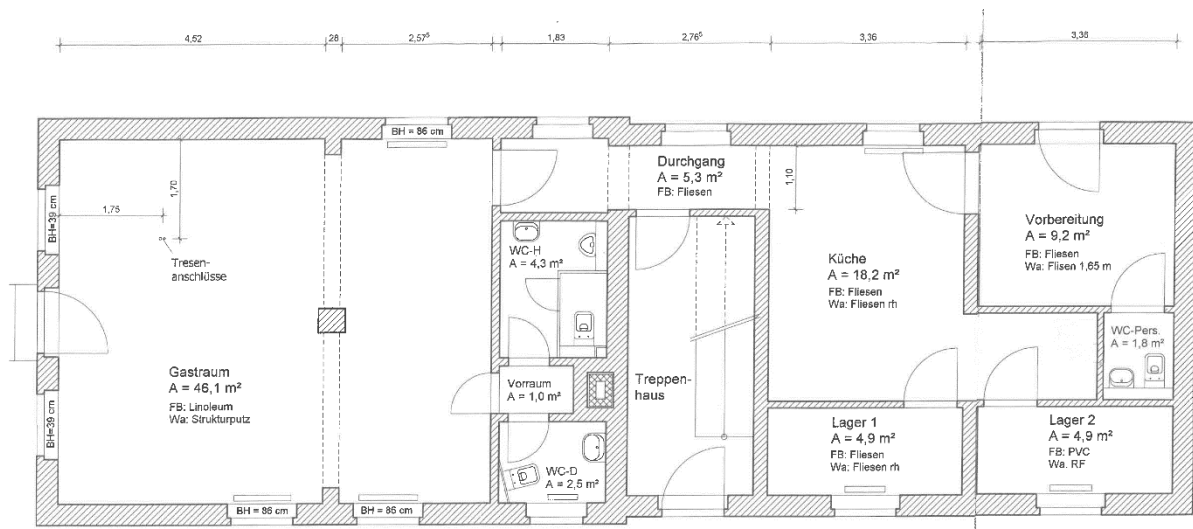 4,52 28 2,57⁵ 1,83 2,76⁵ 3,36 3,38
BH = 86 cm
BH=39 cm
1,70
1,75
Tresen-
anschlüsse
Gastraum
A = 46,1 m²
FB: Linoleum
Wa: Strukturputz
BH=39 cm
BH = 86 cm
BH = 86 cm
WC-H
A = 4,3 m²
Vorraum
A = 1,0 m²
WC-D
A = 2,5 m²
Durchgang
A = 5,3 m²
FB: Fliesen
1,10
Treppen-
haus
Küche
A = 18,2 m²
FB: Fliesen
Wa: Fliesen rh
Vorbereitung
A = 9,2 m²
FB: Fliesen
Wa: Flisen 1,65 m
WC-Pers.
A = 1,8 m²
Lager 1
A = 4,9 m²
FB: Fliesen
Wa: Fliesen rh
Lager 2
A = 4,9 m²
FB: PVC
Wa. RF